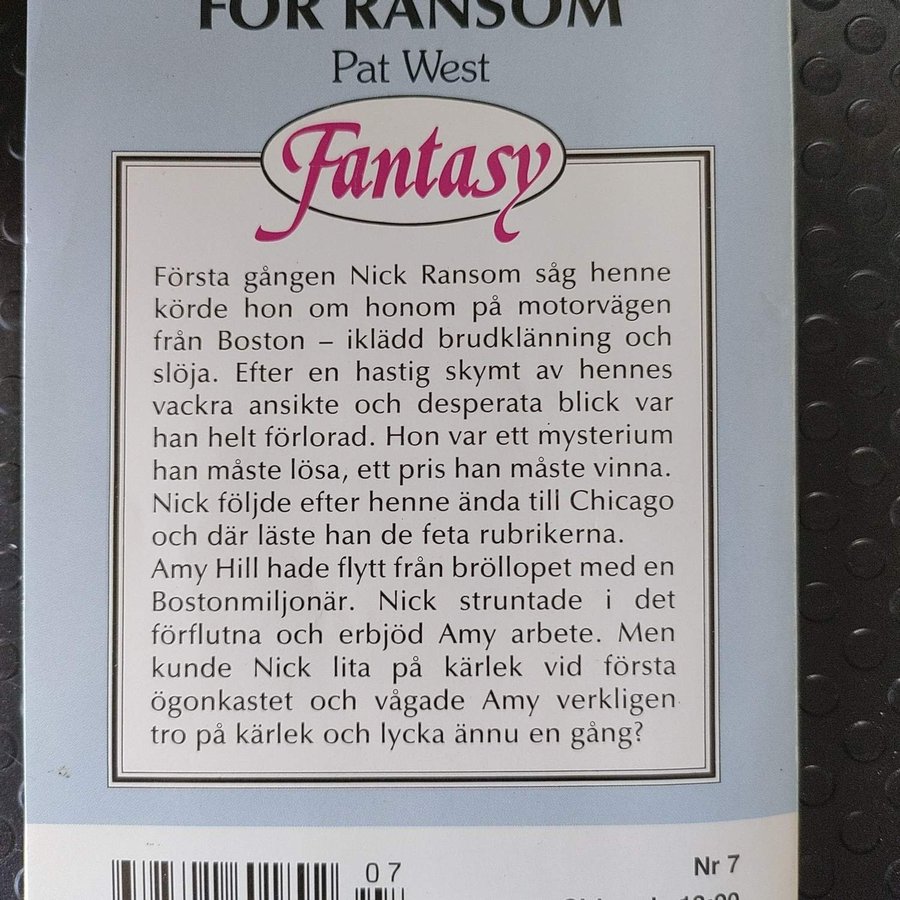 FOR RANSOM
Pat West
Fantasy
Första gången Nick Ransom såg henne
körde hon om honom på motorvägen
från Boston – iklädd brudklänning och
slöja. Efter en hastig skymt av hennes
vackra ansikte och desperata blick var
han helt förlorad. Hon var ett mysterium
han måste lösa, ett pris han måste vinna.
Nick följde efter henne ända till Chicago
och där läste han de feta rubrikerna.
Amy Hill hade flytt från bröllopet med en
Bostonmiljonär. Nick struntade i det
förflutna och erbjöd Amy arbete. Men
kunde Nick lita på kärlek vid första
ögonkastet och vågade Amy verkligen
tro på kärlek och lycka ännu en gång?
07
Nr 7